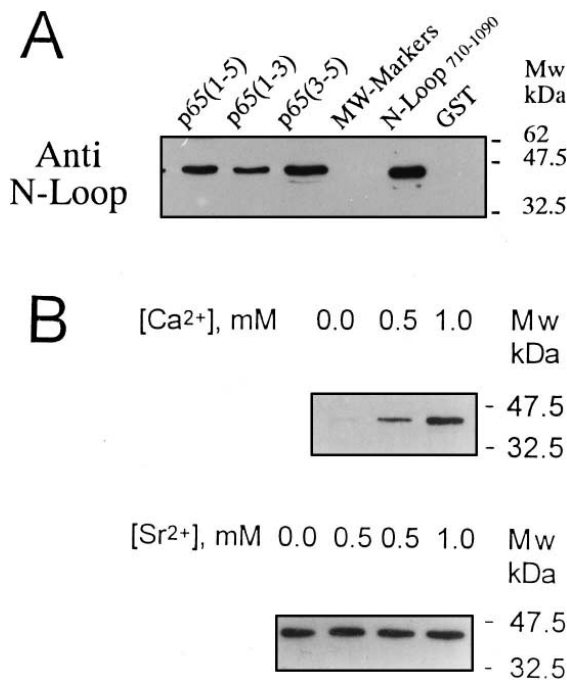 A
p65(1-5)
p65(1-3)
p65(3-5)
MW-Markers
N-Loop 710-1090
GST
Mw
kDa
Anti
N-Loop
- 62
- 47.5
- 32.5
B
[Ca2+], mM 0.0 0.5 1.0 Mw
kDa
- 47.5
- 32.5
[Sr2+], mM 0.0 0.5 0.5 1.0 Mw
kDa
- 47.5
- 32.5